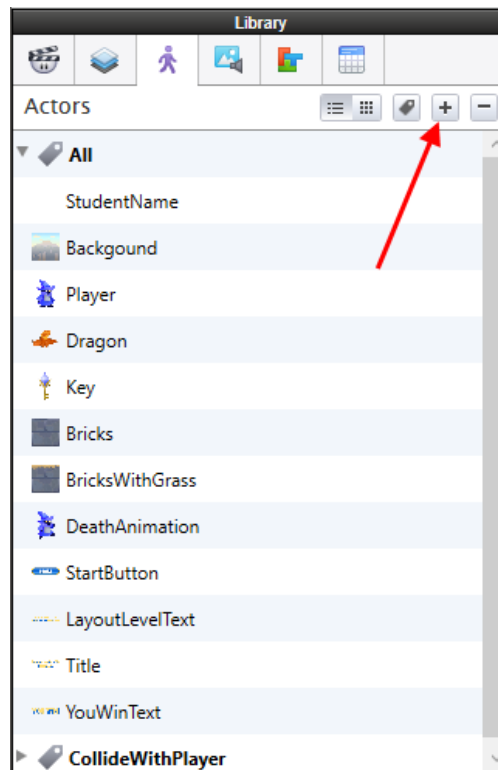 Library
Actors
All
StudentName
Backgound
Player
Dragon
Key
Bricks
BricksWithGrass
DeathAnimation
StartButton
LayoutLevelText
Title
YouWinText
CollideWithPlayer